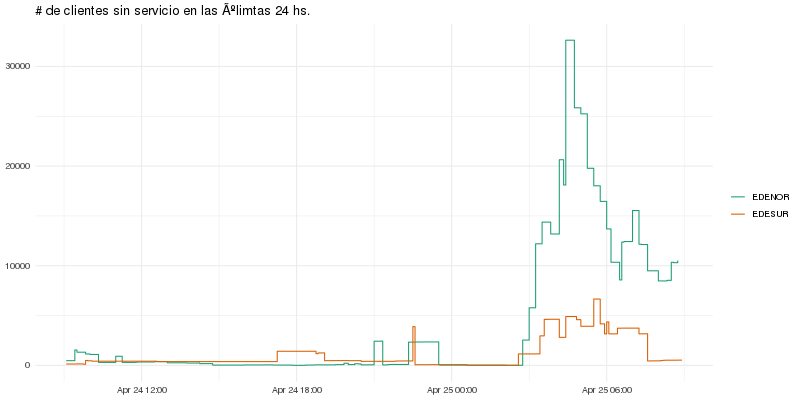 # de clientes sin servicio en las Ãºlimtas 24 hs.
30000
20000
10000
0
Apr 24 12:00
Apr 24 18:00
Apr 25 00:00
Apr 25 06:00
EDENOR
EDESUR